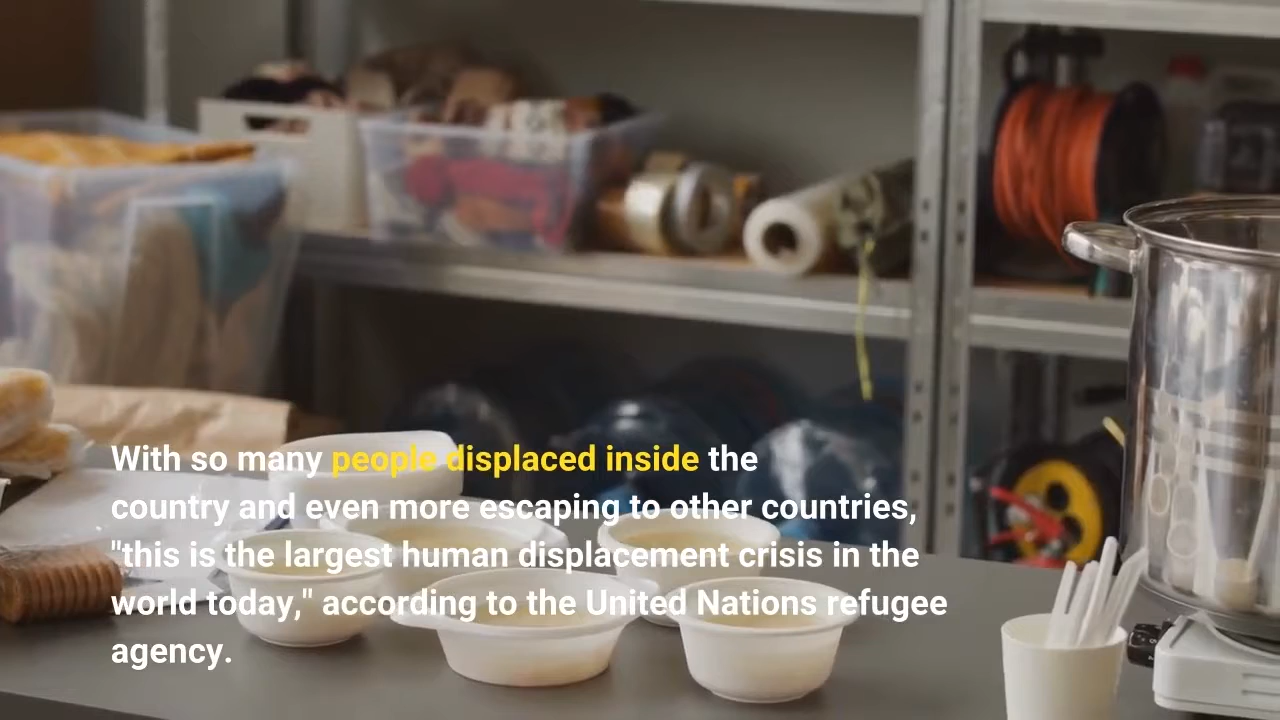 With so many people displaced inside the
country and even more escaping to other countries,
"this is the largest human displacement crisis in the
world today," according to the United Nations refugee
agency.